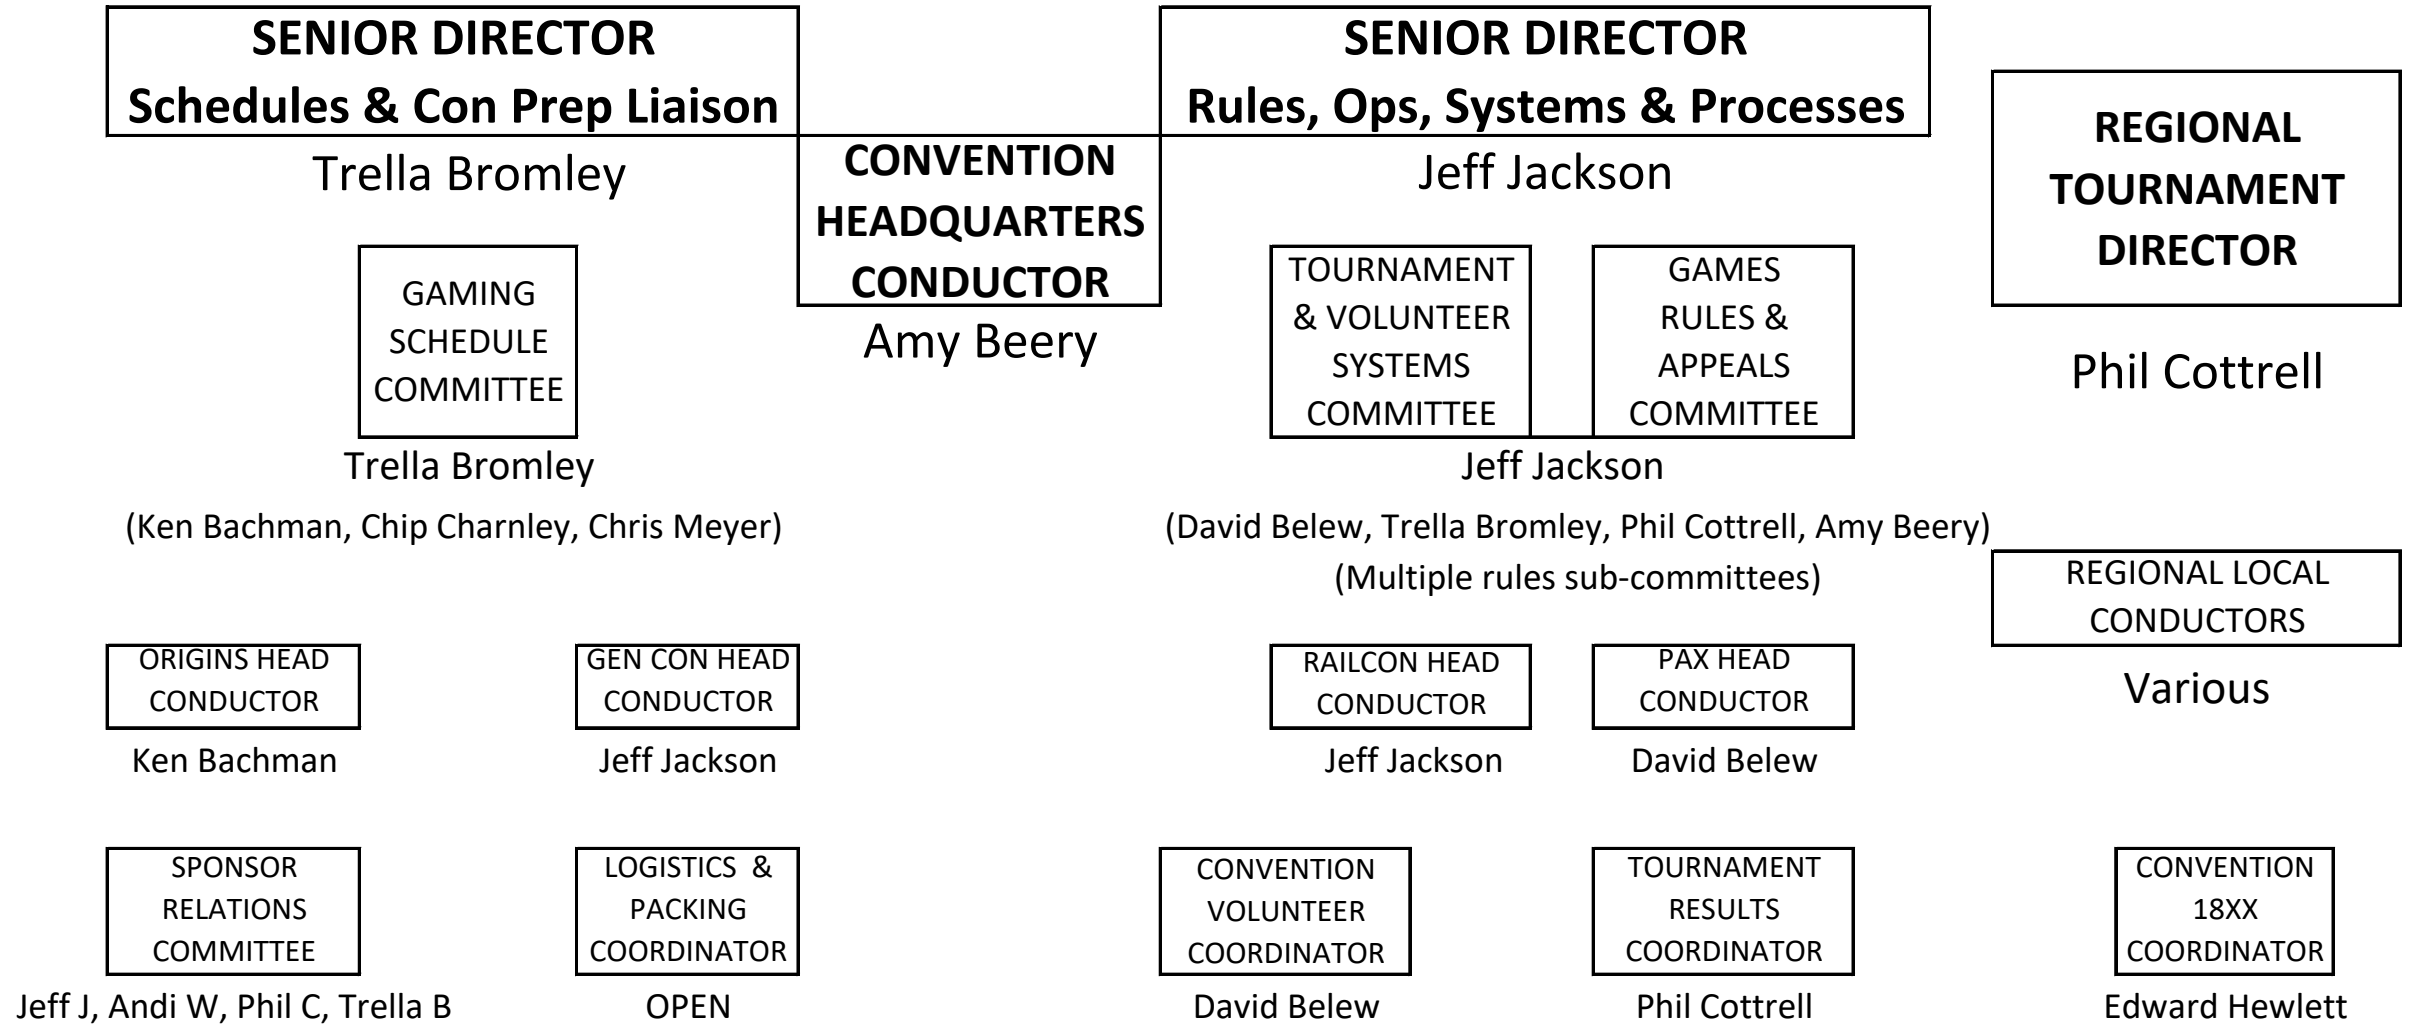 SENIOR DIRECTOR
Schedules & Con Prep Liaison
Trella Bromley
CONVENTION
HEADQUARTERS
CONDUCTOR
Amy Beery
SENIOR DIRECTOR
Rules, Ops, Systems & Processes
Jeff Jackson
REGIONAL
TOURNAMENT
DIRECTOR
Phil Cottrell
GAMING
SCHEDULE
COMMITTEE
Trella Bromley
(Ken Bachman, Chip Charnley, Chris Meyer)
TOURNAMENT
& VOLUNTEER
SYSTEMS
COMMITTEE
GAMES
RULES &
APPEALS
COMMITTEE
Jeff Jackson
(David Belew, Trella Bromley, Phil Cottrell, Amy Beery)
(Multiple rules sub-committees)
REGIONAL LOCAL
CONDUCTORS
Various
ORIGINS HEAD
CONDUCTOR
Ken Bachman
GEN CON HEAD
CONDUCTOR
Jeff Jackson
RAILCON HEAD
CONDUCTOR
Jeff Jackson
PAX HEAD
CONDUCTOR
David Belew
SPONSOR
RELATIONS
COMMITTEE
Jeff J, Andi W, Phil C, Trella B
LOGISTICS &
PACKING
COORDINATOR
OPEN
CONVENTION
VOLUNTEER
COORDINATOR
David Belew
TOURNAMENT
RESULTS
COORDINATOR
Phil Cottrell
CONVENTION
18XX
COORDINATOR
Edward Hewlett